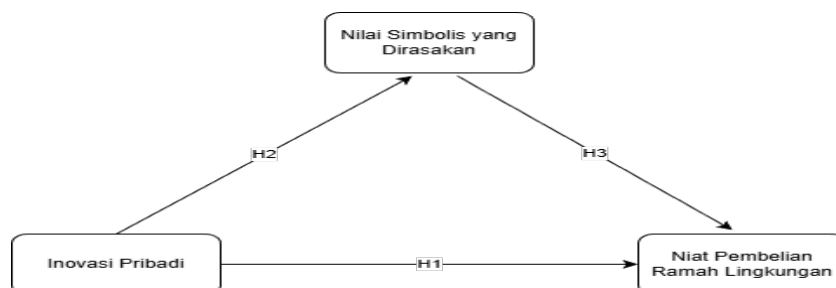 Nilai Simbolis yang
Dirasakan
H2
H3
Inovasi Pribadi
H1
Niat Pembelian
Ramah Lingkungan